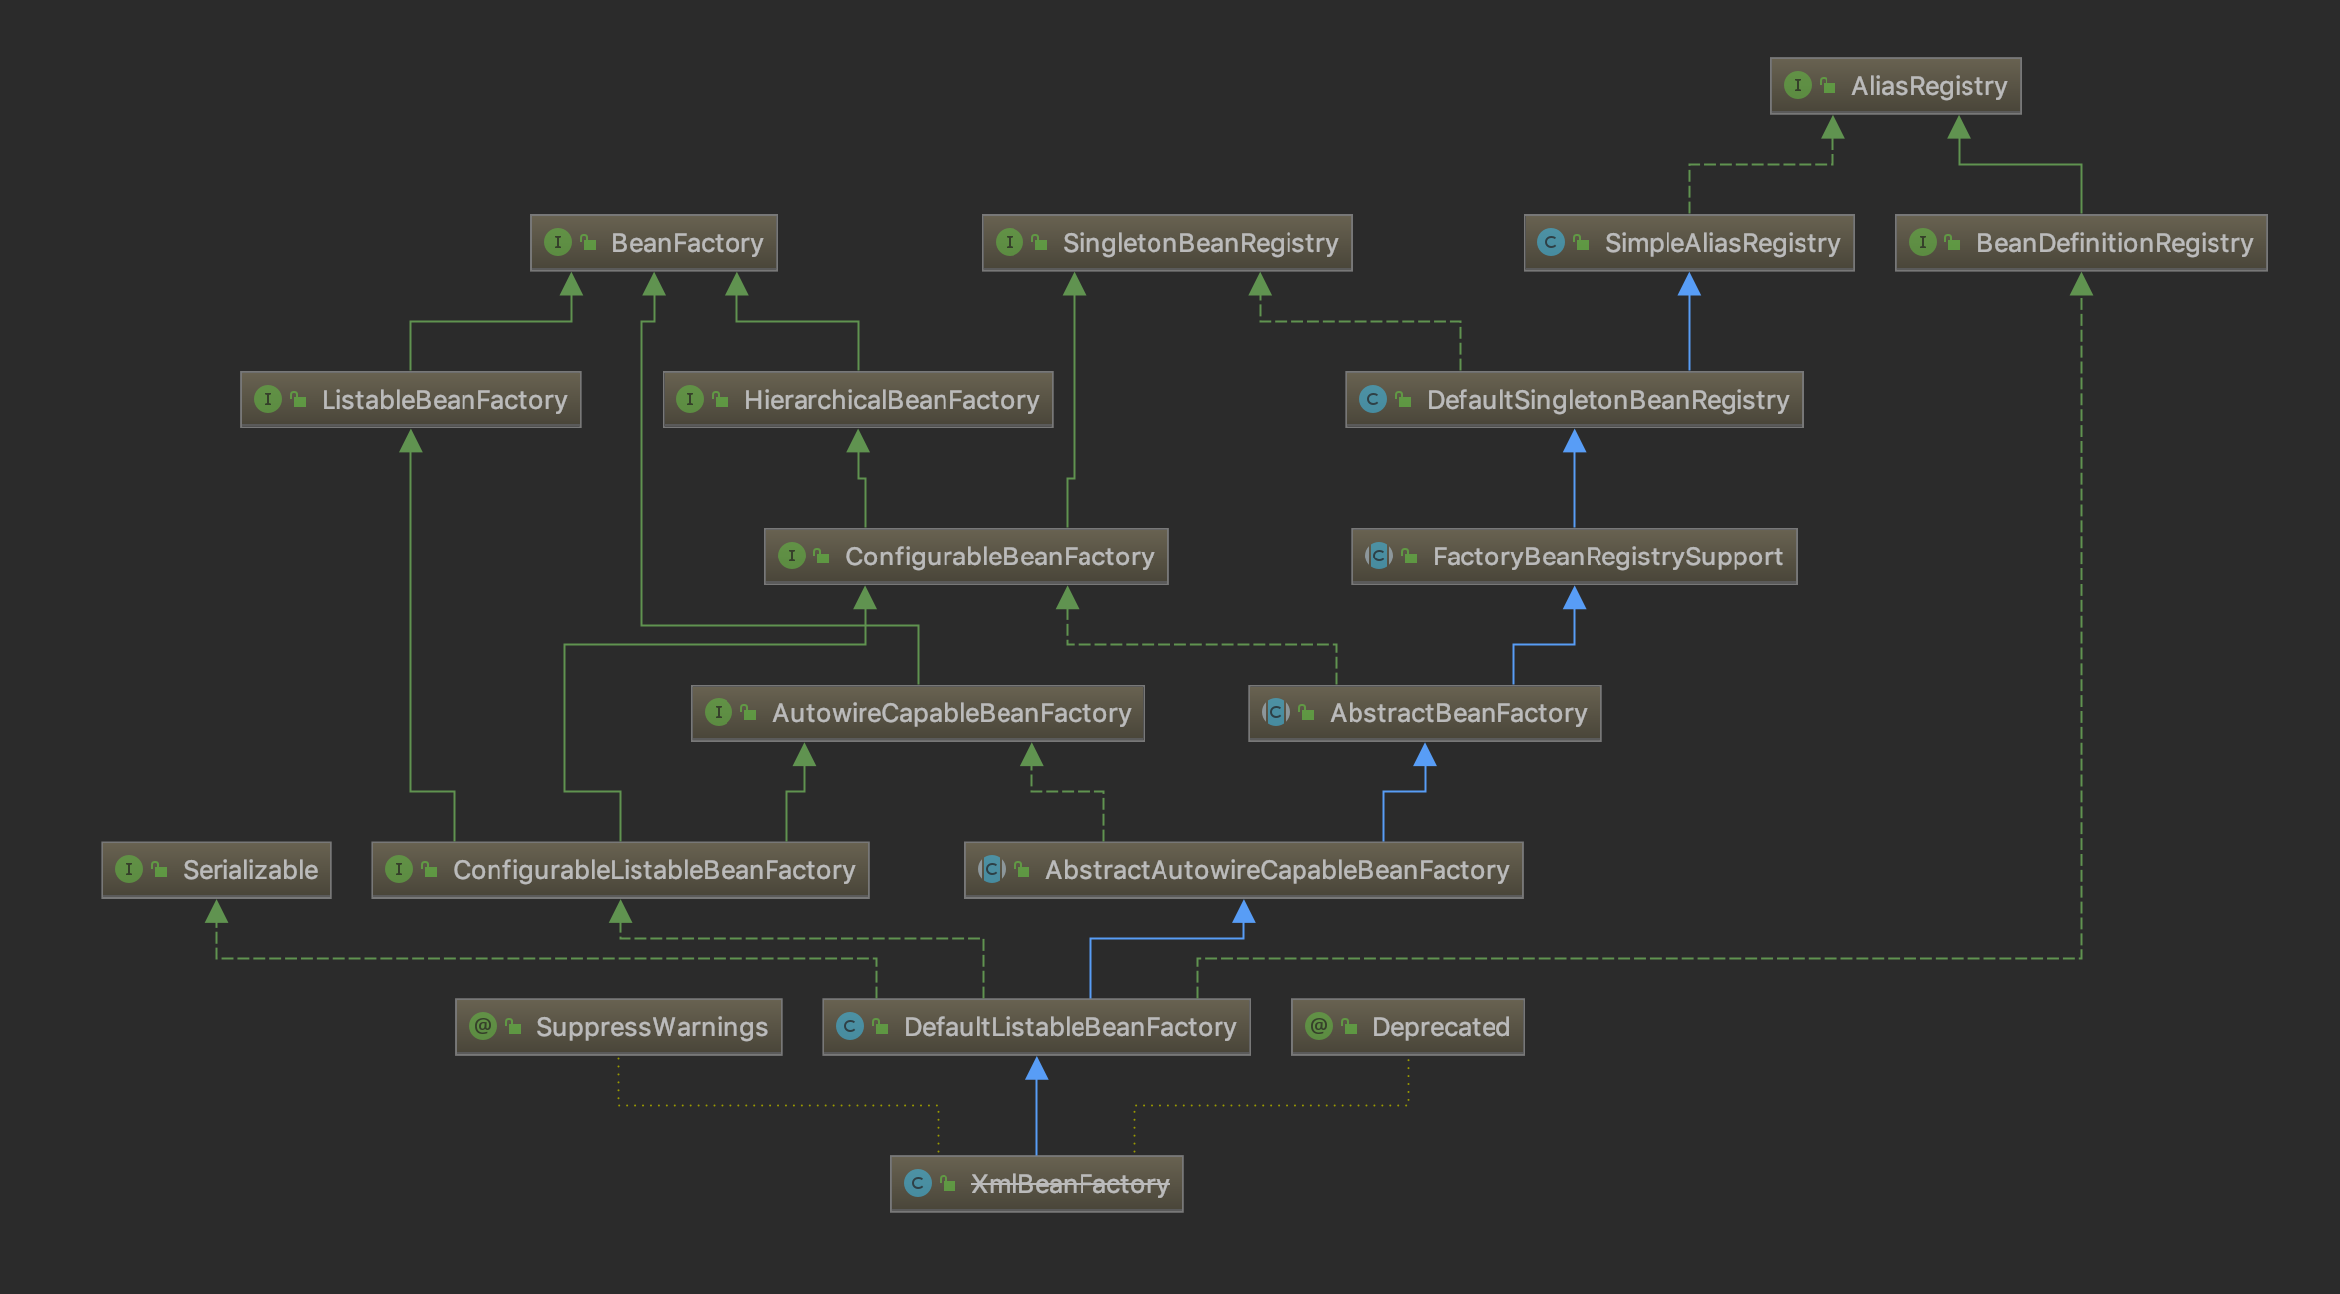 I AliasRegistry
I BeanFactory
I SingletonBeanRegistry
C SimpleAliasRegistry
I BeanDefinitionRegistry
I ListableBeanFactory
I HierarchicalBeanFactory
C DefaultSingletonBeanRegistry
I ConfigurableBeanFactory
C FactoryBeanRegistrySupport
I AutowireCapableBeanFactory
C AbstractBeanFactory
I Serializable
I ConfigurableListableBeanFactory
C AbstractAutowireCapableBeanFactory
@ SuppressWarnings
C DefaultListableBeanFactory
@ Deprecated
C XmlBeanFactory